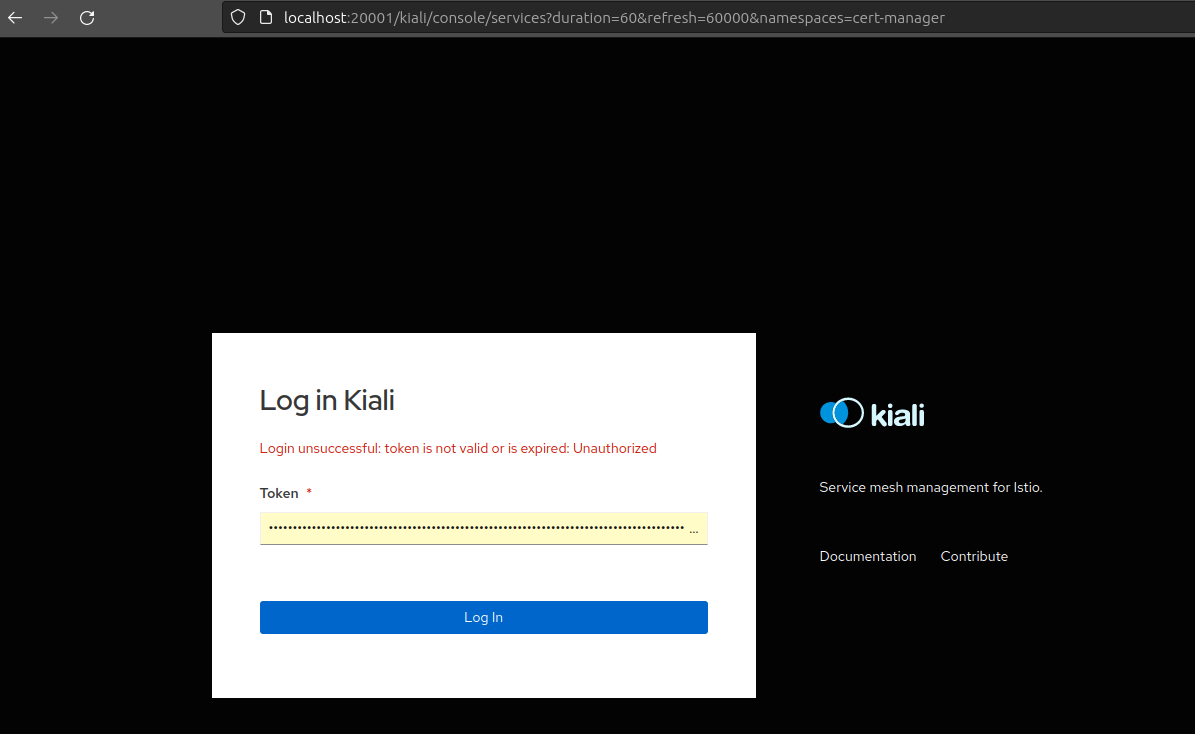 localhost:20001/kiali/console/services?duration=60&refresh=60000&namespaces=cert-manager
Log in Kiali
Login unsuccessful: token is not valid or is expired: Unauthorized
Token *
••••••••••••••••••••••••••••••••••••••••••••••••••••••••••••••••••••••••••••••••••••• ...
Log In
kiali
Service mesh management for Istio.
Documentation Contribute